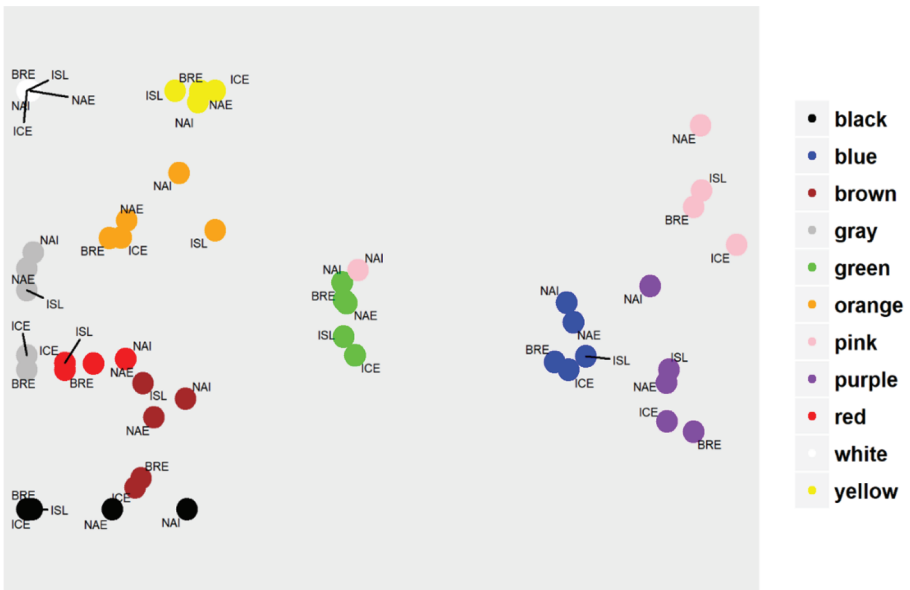 BRE ISL
NAI NAE
ICE
BRE ICE
ISL NAE
NAI
NAE
NAI
ISL
BRE
ICE
NAE
NAI
ISL
BRE ICE
NAI
NAE
ISL
NAI NAI
BRE
NAE
ISL
ICE
NAI
NAE
BRE ISL
ICE
NAI
ISL
NAE
ICE
BRE
ICE ISL
ICE NAI
BRE BRE NAE
ISL NAI
NAE
BRE
ICE
BRE
ISL
ICE NAE NAI
black
blue
brown
gray
green
orange
pink
purple
red
white
yellow